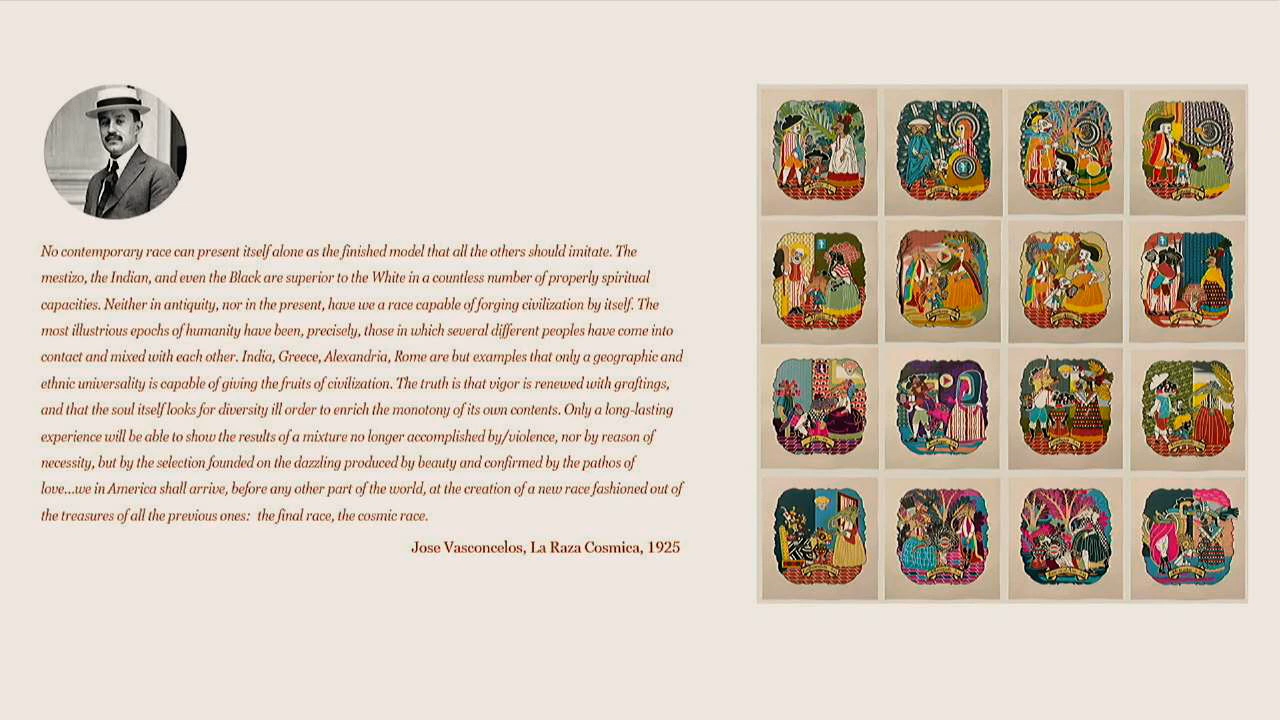 No contemporary race can present itself alone as the finished model that all the others should imitate. The
mestizo, the Indian, and even the Black are superior to the White in a countless number of properly spiritual
capacities. Neither in antiquity, nor in the present, have we a race capable of forging civilization by itself. The
most illustrious epochs of humanity have been, precisely, those in which several different peoples have come into
contact and mixed with each other. India, Greece, Alexandria, Rome are but examples that only a geographic and
ethnic universality is capable of giving the fruits of civilization. The truth is that vigor is renewed with graftings,
and that the soul itself looks for diversity ill order to enrich the monotony of its own contents. Only a long-lasting
experience will be able to show the results of a mixture no longer accomplished by/violence, nor by reason of
necessity, but by the selection founded on the dazzling produced by beauty and confirmed by the pathos of
love...we in America shall arrive, before any other part of the world, at the creation of a new race fashioned out of
the treasures of all the previous ones: the final race, the cosmic race.
Jose Vasconcelos, La Raza Cosmica, 1925